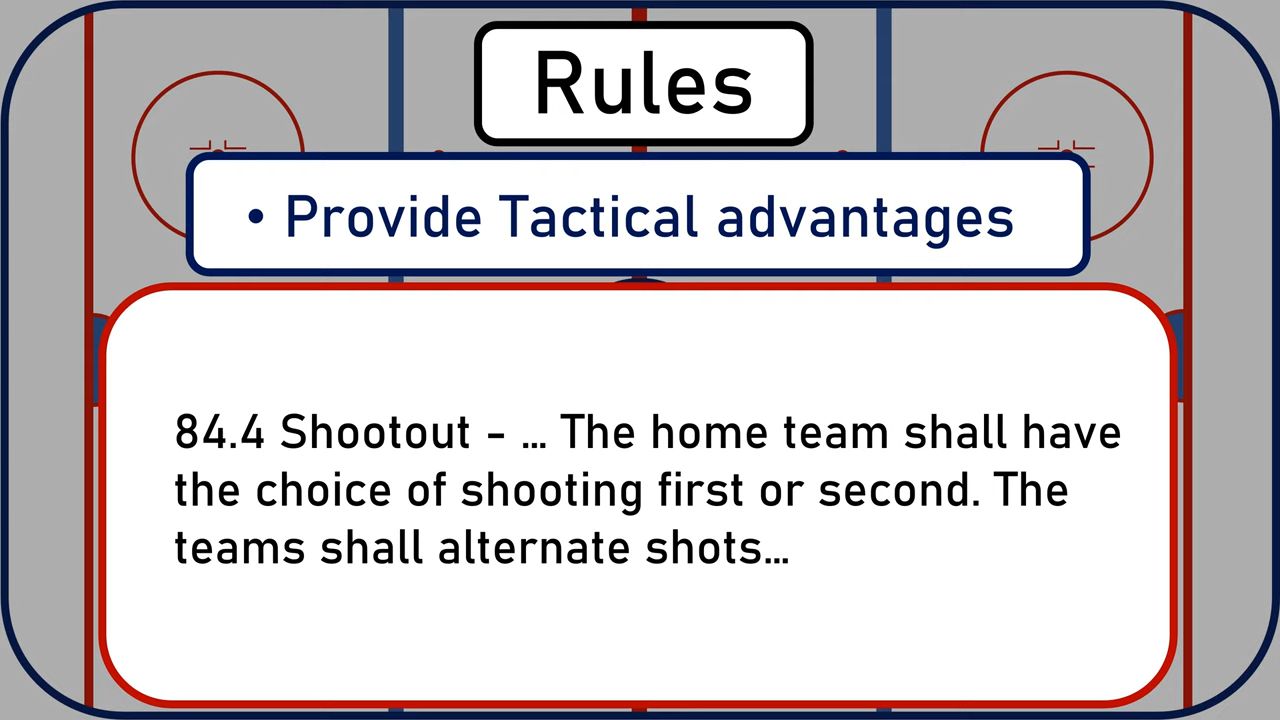 Rules
• Provide Tactical advantages
84.4 Shootout - ... The home team shall have
the choice of shooting first or second. The
teams shall alternate shots...